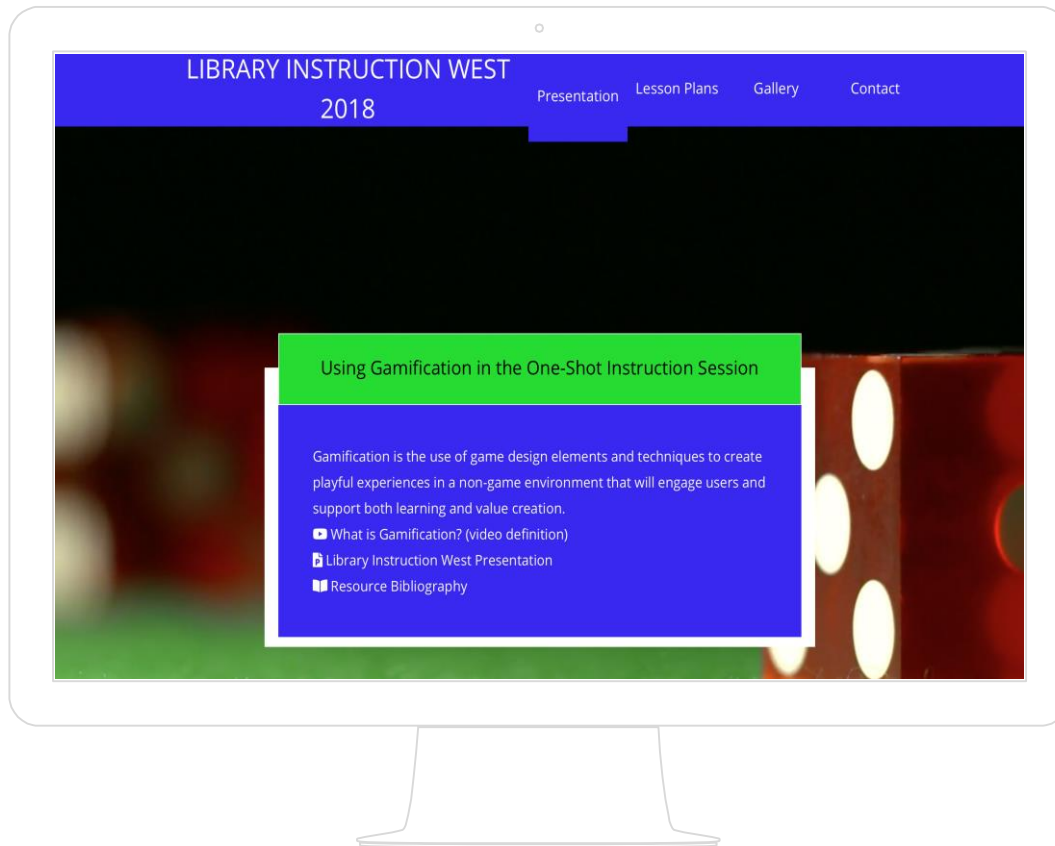 LIBRARY INSTRUCTION WEST
2018
Presentation
Lesson Plans
Gallery
Contact
Using Gamification in the One-Shot Instruction Session
Gamification is the use of game design elements and techniques to create
playful experiences in a non-game environment that will engage users and
support both learning and value creation.
What is Gamification? (video definition)
Library Instruction West Presentation
Resource Bibliography